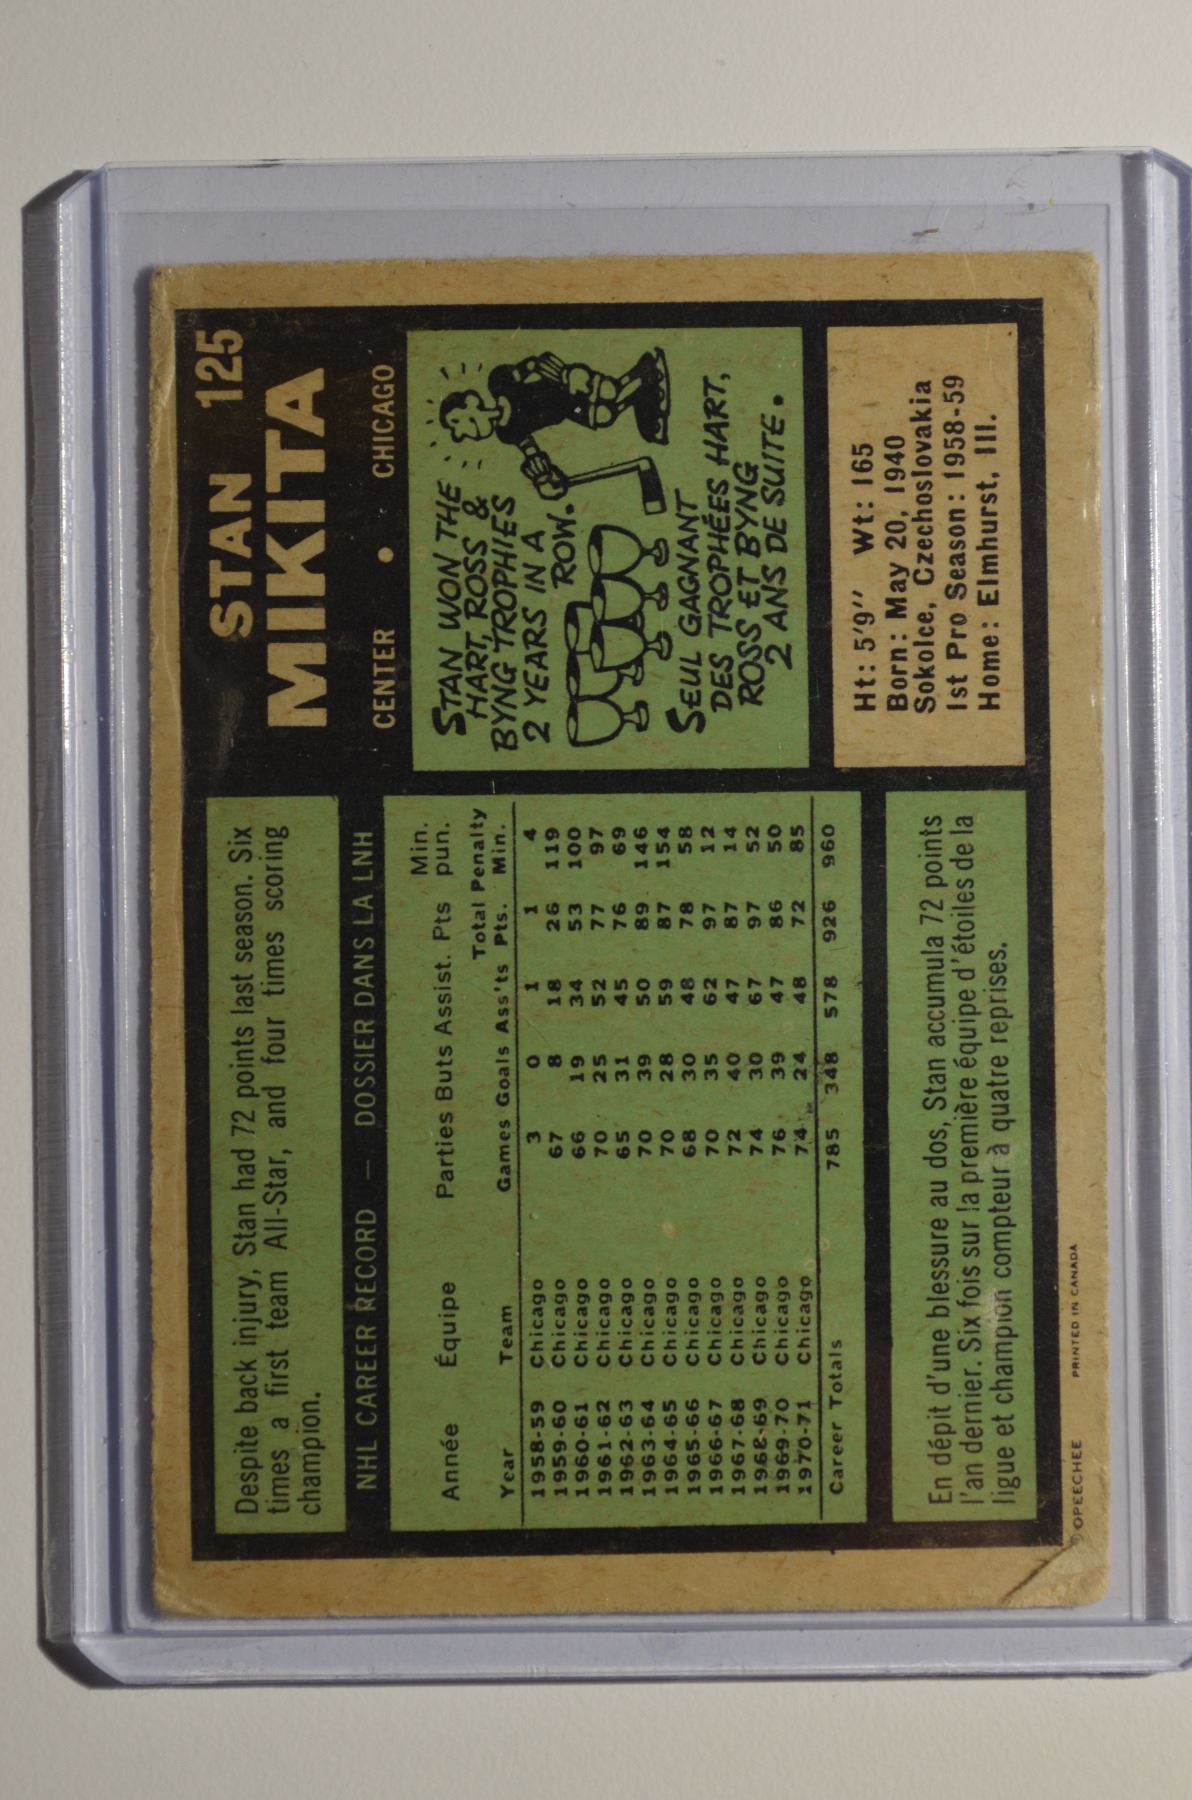 Despite back injury, Stan had 72 points last season. Six
times a first team All-Star, and four times scoring
champion.
NHL CAREER RECORD — DOSSIER DANS LA LNH
Année Équipe Parties Buts Assist. Pts Min. pun.
Year Team Games Goals Ass'ts Total Pts. Penalty Min.
1958-59 Chicago 3 0 1 1 4
1959-60 Chicago 67 8 18 26 119
1960-61 Chicago 66 19 34 53 100
1961-62 Chicago 70 25 52 77 97
1962-63 Chicago 65 31 45 76 69
1963-64 Chicago 70 39 50 89 146
1964-65 Chicago 70 28 59 87 154
1965-66 Chicago 68 30 48 78 58
1966-67 Chicago 70 35 62 97 12
1967-68 Chicago 72 40 47 87 14
1968-69 Chicago 74 30 67 97 52
1969-70 Chicago 76 39 47 86 50
1970-71 Chicago 74 24 48 72 85
Career Totals 785 348 578 926 960
En dépit d'une blessure au dos, Stan accumula 72 points
l'an dernier. Six fois sur la première équipe d'étoiles de la
ligue et champion compteur à quatre reprises.
STAN 125
MIKITA
CENTER • CHICAGO
STAN WON THE
HART, ROSS &
BYNG TROPHIES
2 YEARS IN A
ROW.
SEUL GAGNANT
DES TROPHÉES HART,
ROSS ET BYNG
2 ANS DE SUITE.
Ht: 5'9" Wt: 165
Born: May 20, 1940
Sokolce, Czechoslovakia
1st Pro Season: 1958-59
Home: Elmhurst, Ill.
© OPEECHEE PRINTED IN CANADA